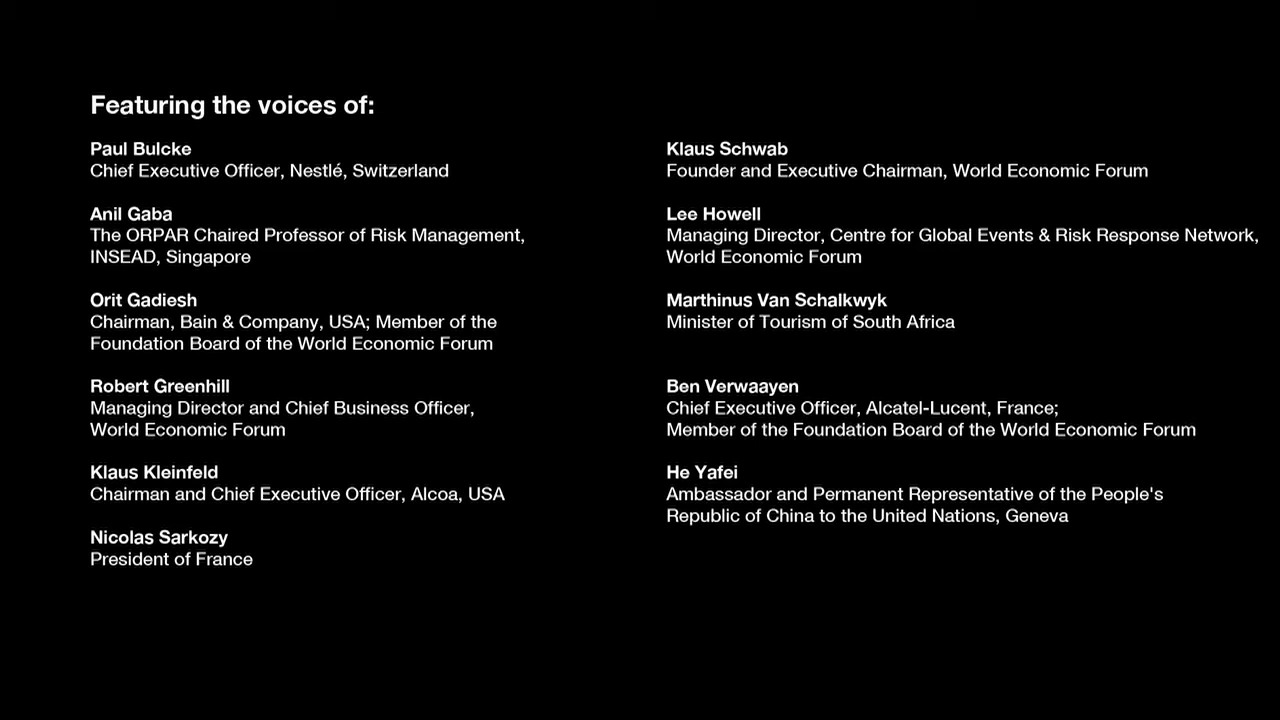 Featuring the voices of:
Paul Bulcke
Chief Executive Officer, Nestlé, Switzerland
Anil Gaba
The ORPAR Chaired Professor of Risk Management,
INSEAD, Singapore
Orit Gadiesh
Chairman, Bain & Company, USA; Member of the
Foundation Board of the World Economic Forum
Robert Greenhill
Managing Director and Chief Business Officer,
World Economic Forum
Klaus Kleinfeld
Chairman and Chief Executive Officer, Alcoa, USA
Nicolas Sarkozy
President of France
Klaus Schwab
Founder and Executive Chairman, World Economic Forum
Lee Howell
Managing Director, Centre for Global Events & Risk Response Network,
World Economic Forum
Marthinus Van Schalkwyk
Minister of Tourism of South Africa
Ben Verwaayen
Chief Executive Officer, Alcatel-Lucent, France;
Member of the Foundation Board of the World Economic Forum
He Yafei
Ambassador and Permanent Representative of the People's
Republic of China to the United Nations, Geneva